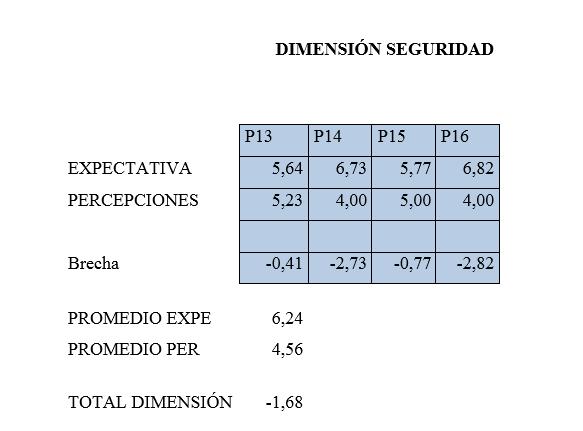 DIMENSIÓN SEGURIDAD
P13 P14 P15 P16
EXPECTATIVA 5,64 6,73 5,77 6,82
PERCEPCIONES 5,23 4,00 5,00 4,00
Brecha -0,41 -2,73 -0,77 -2,82
PROMEDIO EXPE 6,24
PROMEDIO PER 4,56
TOTAL DIMENSIÓN -1,68